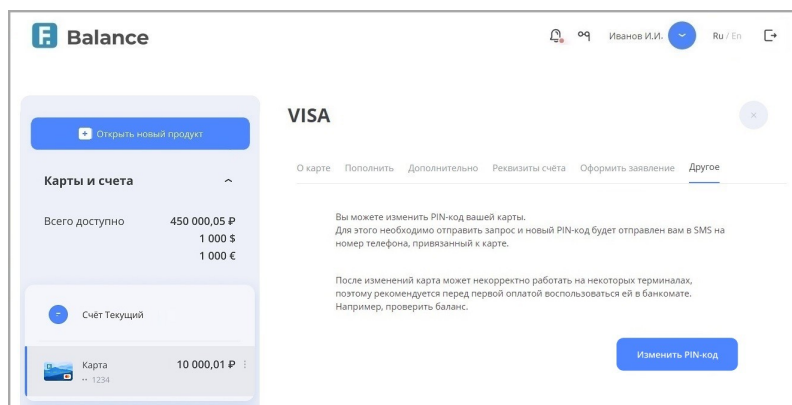 F. Balance
Иванов И.И.
Ru / En
Открыть новый продукт
Карты и счета
Всего доступно 450 000,05 ₽
1 000 $
1 000 €
Счёт Текущий
Карта 10 000,01 ₽
•• 1234
VISA
О карте Пополнить Дополнительно Реквизиты счёта Оформить заявление Другое
Вы можете изменить PIN-код вашей карты.
Для этого необходимо отправить запрос и новый PIN-код будет отправлен вам в SMS на
номер телефона, привязанный к карте.
После изменений карта может некорректно работать на некоторых терминалах,
поэтому рекомендуется перед первой оплатой воспользоваться ей в банкомате.
Например, проверить баланс.
Изменить PIN-код